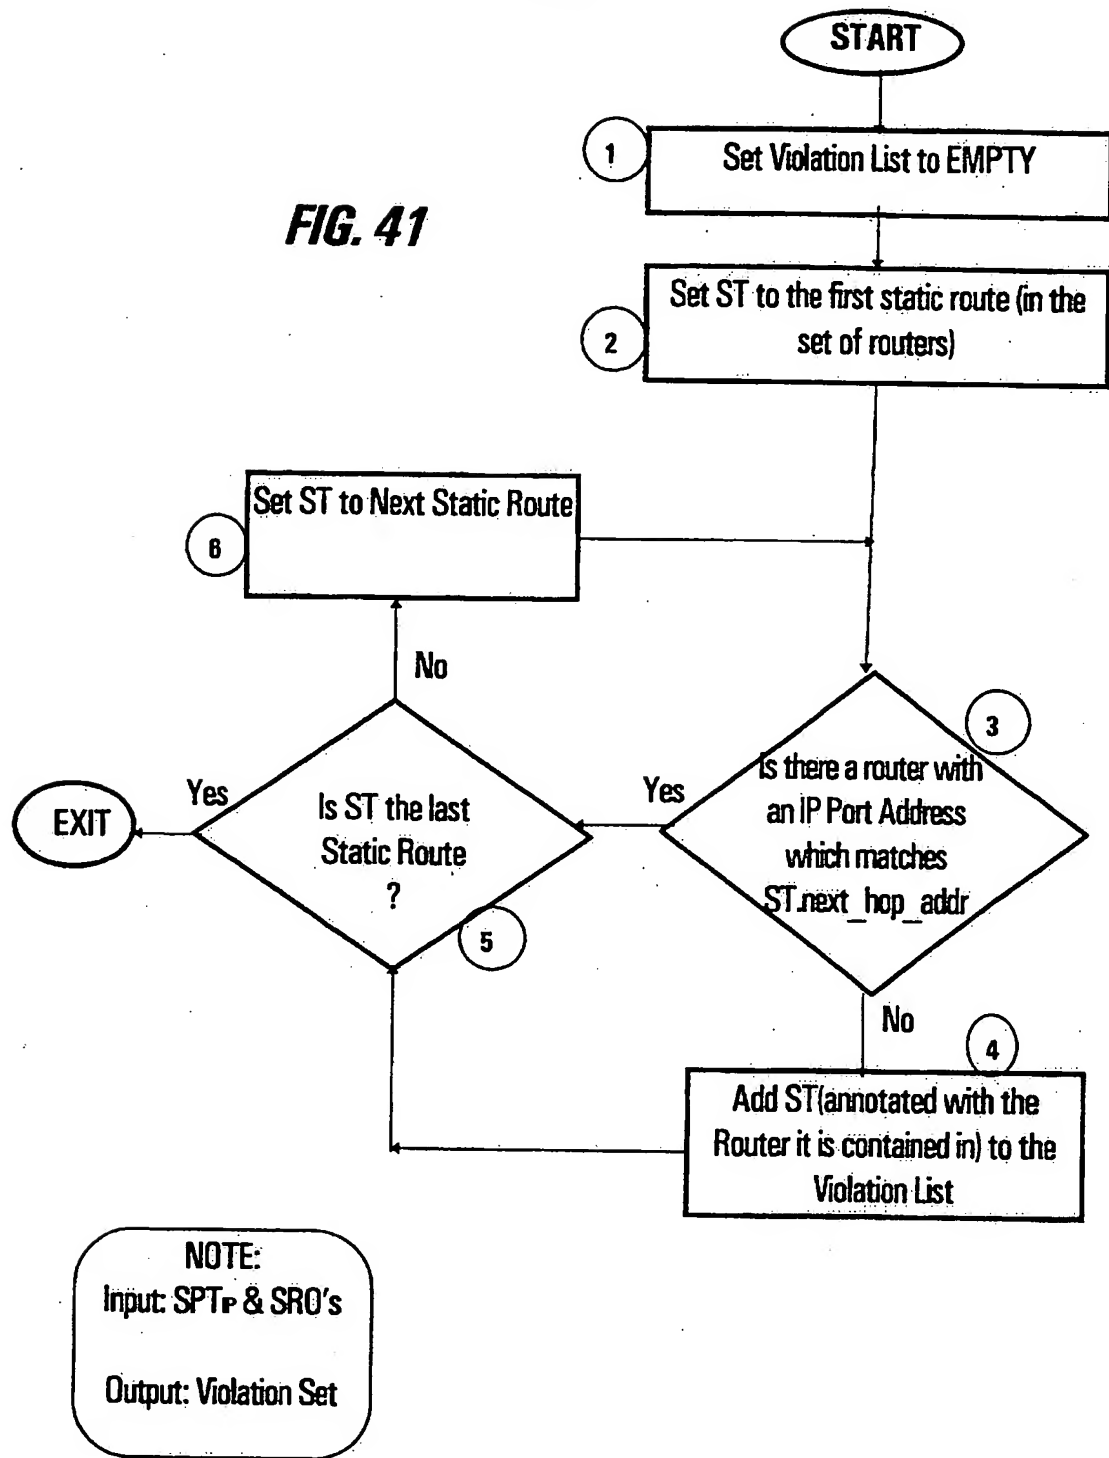 START
1
Set Violation List to EMPTY
FIG. 41
2
Set ST to the first static route (in the
set of routers)
6
Set ST to Next Static Route
No
3
Is there a router with
an IP Port Address
which matches
ST.next_hop_addr
Yes
Is ST the last
Static Route
?
5
Yes
EXIT
No
4
Add ST(annotated with the
Router it is contained in) to the
Violation List
NOTE:
Input: SPTIP & SRO's
Output: Violation Set